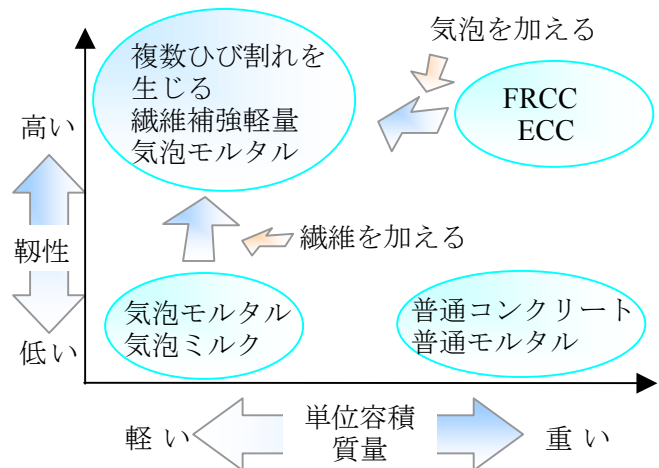 気泡を加える
複数ひび割れを
生じる
繊維補強軽量
気泡モルタル
FRCC
ECC
高い
靱性
低い
繊維を加える
気泡モルタル
気泡ミルク
普通コンクリート
普通モルタル
軽 い
単位容積
質量
重 い